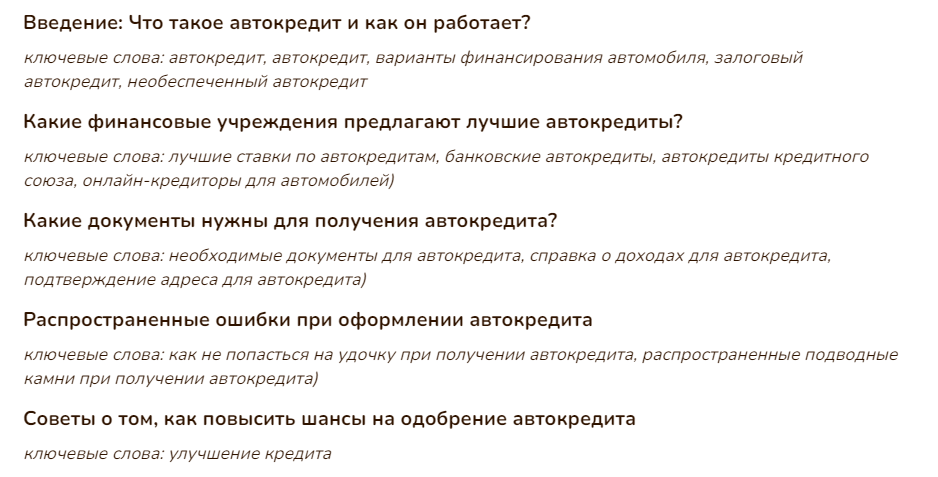 Введение: Что такое автокредит и как он работает?
ключевые слова: автокредит, автокредит, варианты финансирования автомобиля, залоговый
автокредит, необеспеченный автокредит
Какие финансовые учреждения предлагают лучшие автокредиты?
ключевые слова: лучшие ставки по автокредитам, банковские автокредиты, автокредиты кредитного
союза, онлайн-кредиторы для автомобилей)
Какие документы нужны для получения автокредита?
ключевые слова: необходимые документы для автокредита, справка о доходах для автокредита,
подтверждение адреса для автокредита)
Распространенные ошибки при оформлении автокредита
ключевые слова: как не попасться на удочку при получении автокредита, распространенные подводные
камни при получении автокредита)
Советы о том, как повысить шансы на одобрение автокредита
ключевые слова: улучшение кредита